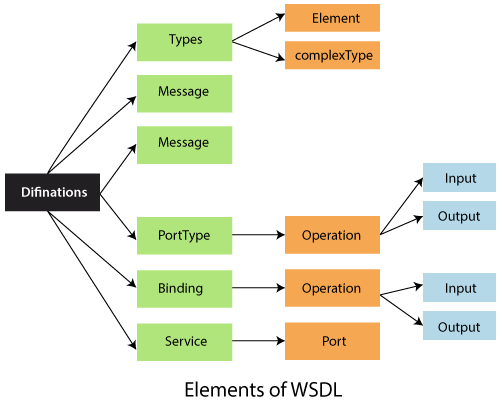 Difinations
Types
Message
Message
PortType
Binding
Service
Element
complexType
Operation
Operation
Port
Input
Output
Input
Output
Elements of WSDL